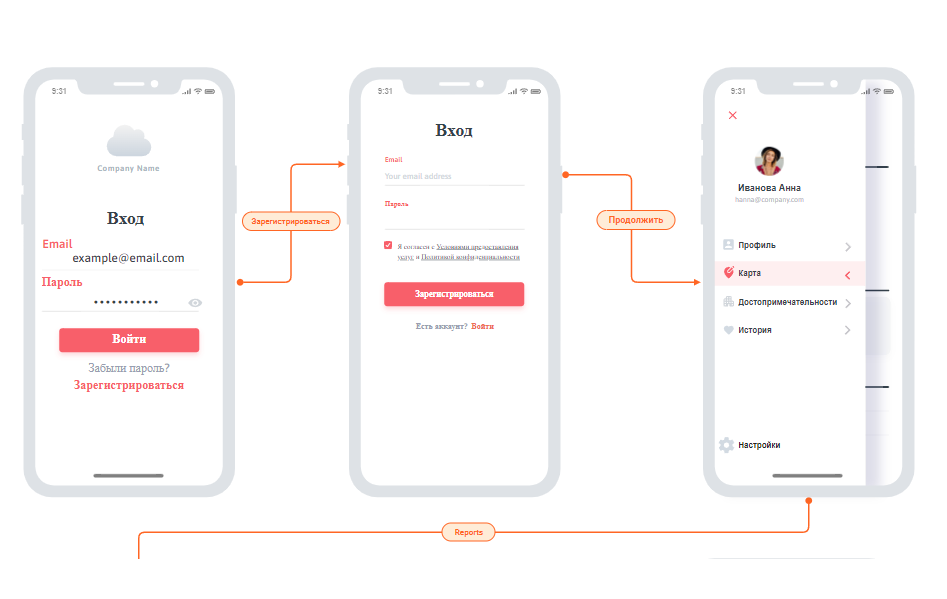 9:31
Company Name
Вход
Email
example@email.com
Пароль
Войти
Забыли пароль?
Зарегистрироваться
Зарегистрироваться
9:31
Вход
Email
Your email address
Пароль
Я согласен с Условиями предоставления
услуг и Политикой конфиденциальности
Зарегистрироваться
Есть аккаунт? Войти
Продолжить
9:31
Иванова Анна
hanna@company.com
Профиль
Карта
Достопримечательности
История
Настройки
Reports